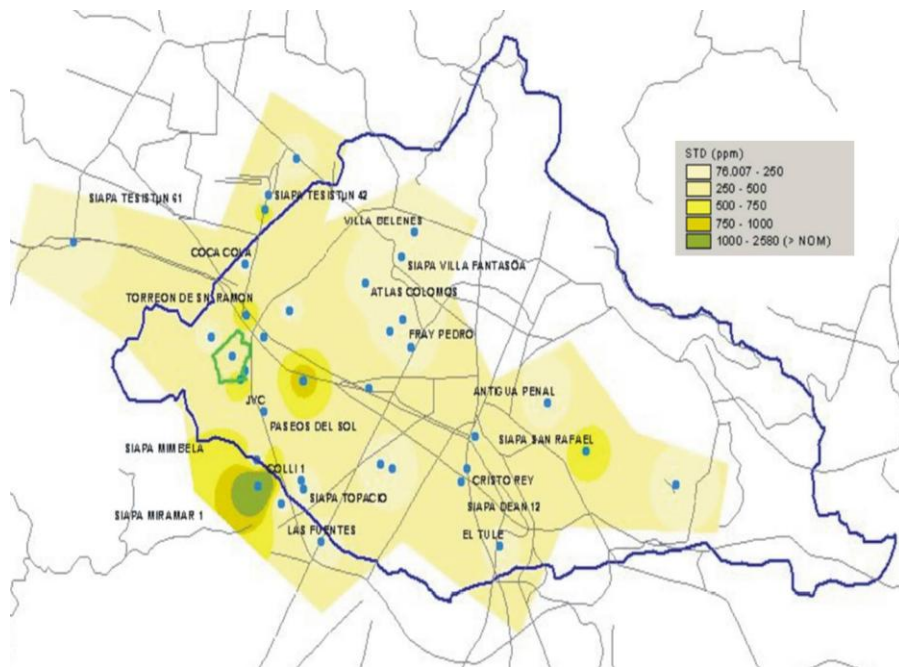 STD (ppm)
76.007 - 250
250 - 500
500 - 750
750 - 1000
1000 - 2580 (> NOM)
SIAPA TESISTµN 61
SIAPA TESISTµN 42
VILLA BELENES
COCA COLA
SIAPA VILLA FANTASÖA
ATLAS COLOMOS
TORREON DE SN. RAMON
FRAY PEDRO
ANTIGUA PENAL
JVC
PASEOS DEL SOL
SIAPA MIMBELA
SIAPA SAN RAFAEL
COLLI 1
CRISTO REY
SIAPA TOPACIO
SIAPA DEAN 12
SIAPA MIRAMAR 1
LAS FUENTES
EL TULE